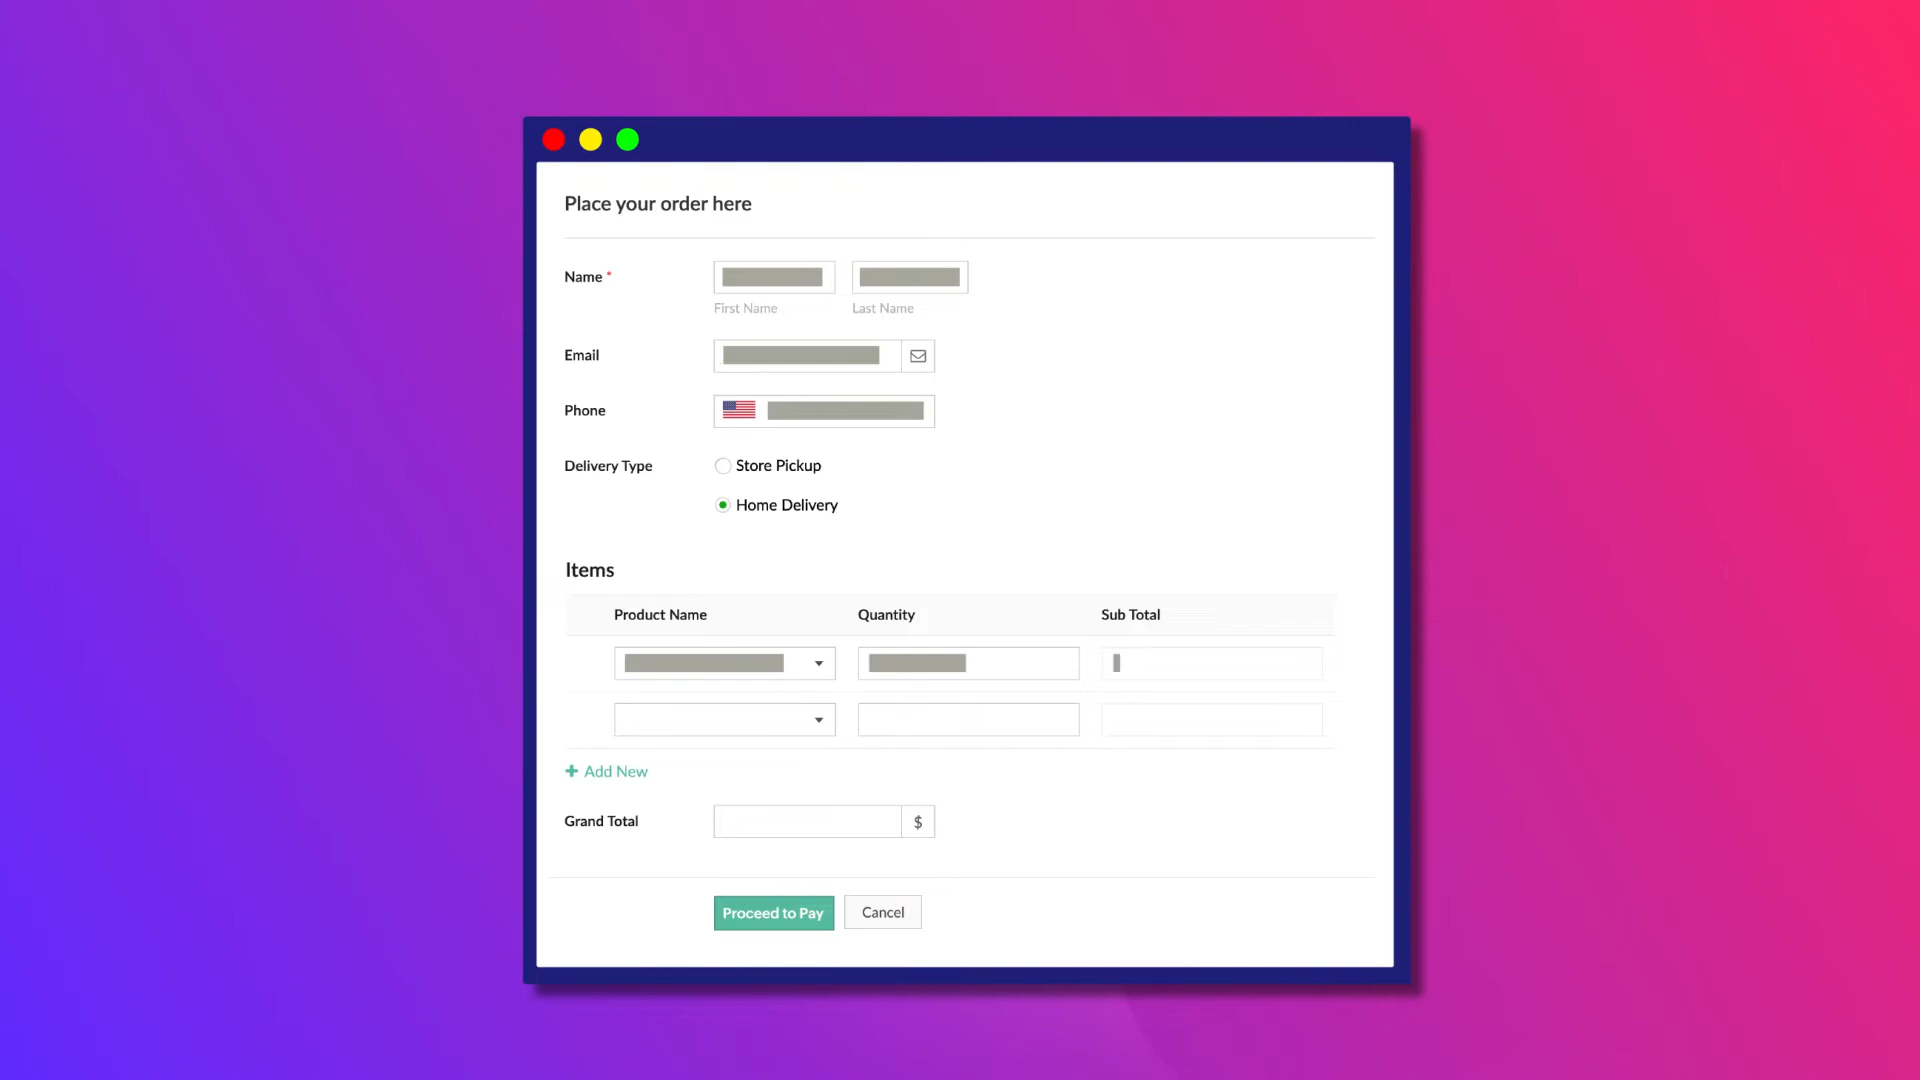 Place your order here
Name *
First Name Last Name
Email
Phone
Delivery Type Store Pickup
Home Delivery
Items
Product Name Quantity Sub Total
+ Add New
Grand Total $
Proceed to Pay Cancel